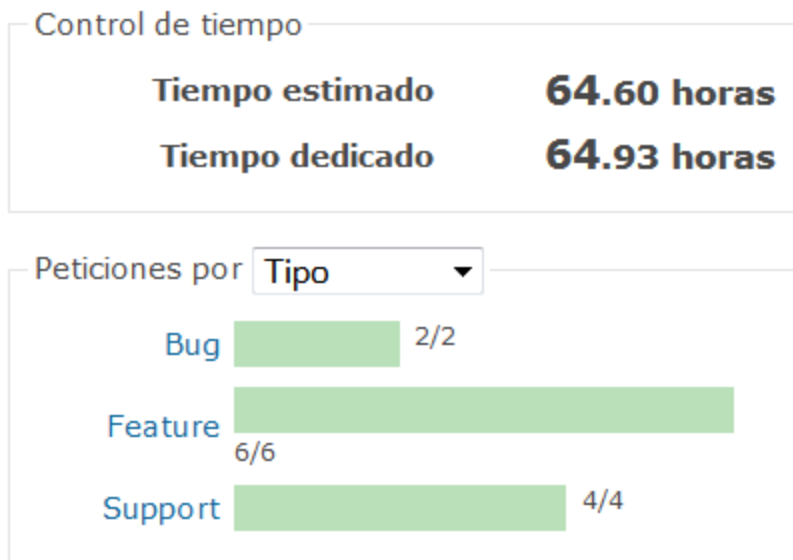 Control de tiempo
Tiempo estimado 64.60 horas
Tiempo dedicado 64.93 horas
Peticiones por Tipo
Bug 2/2
Feature
6/6
Support 4/4